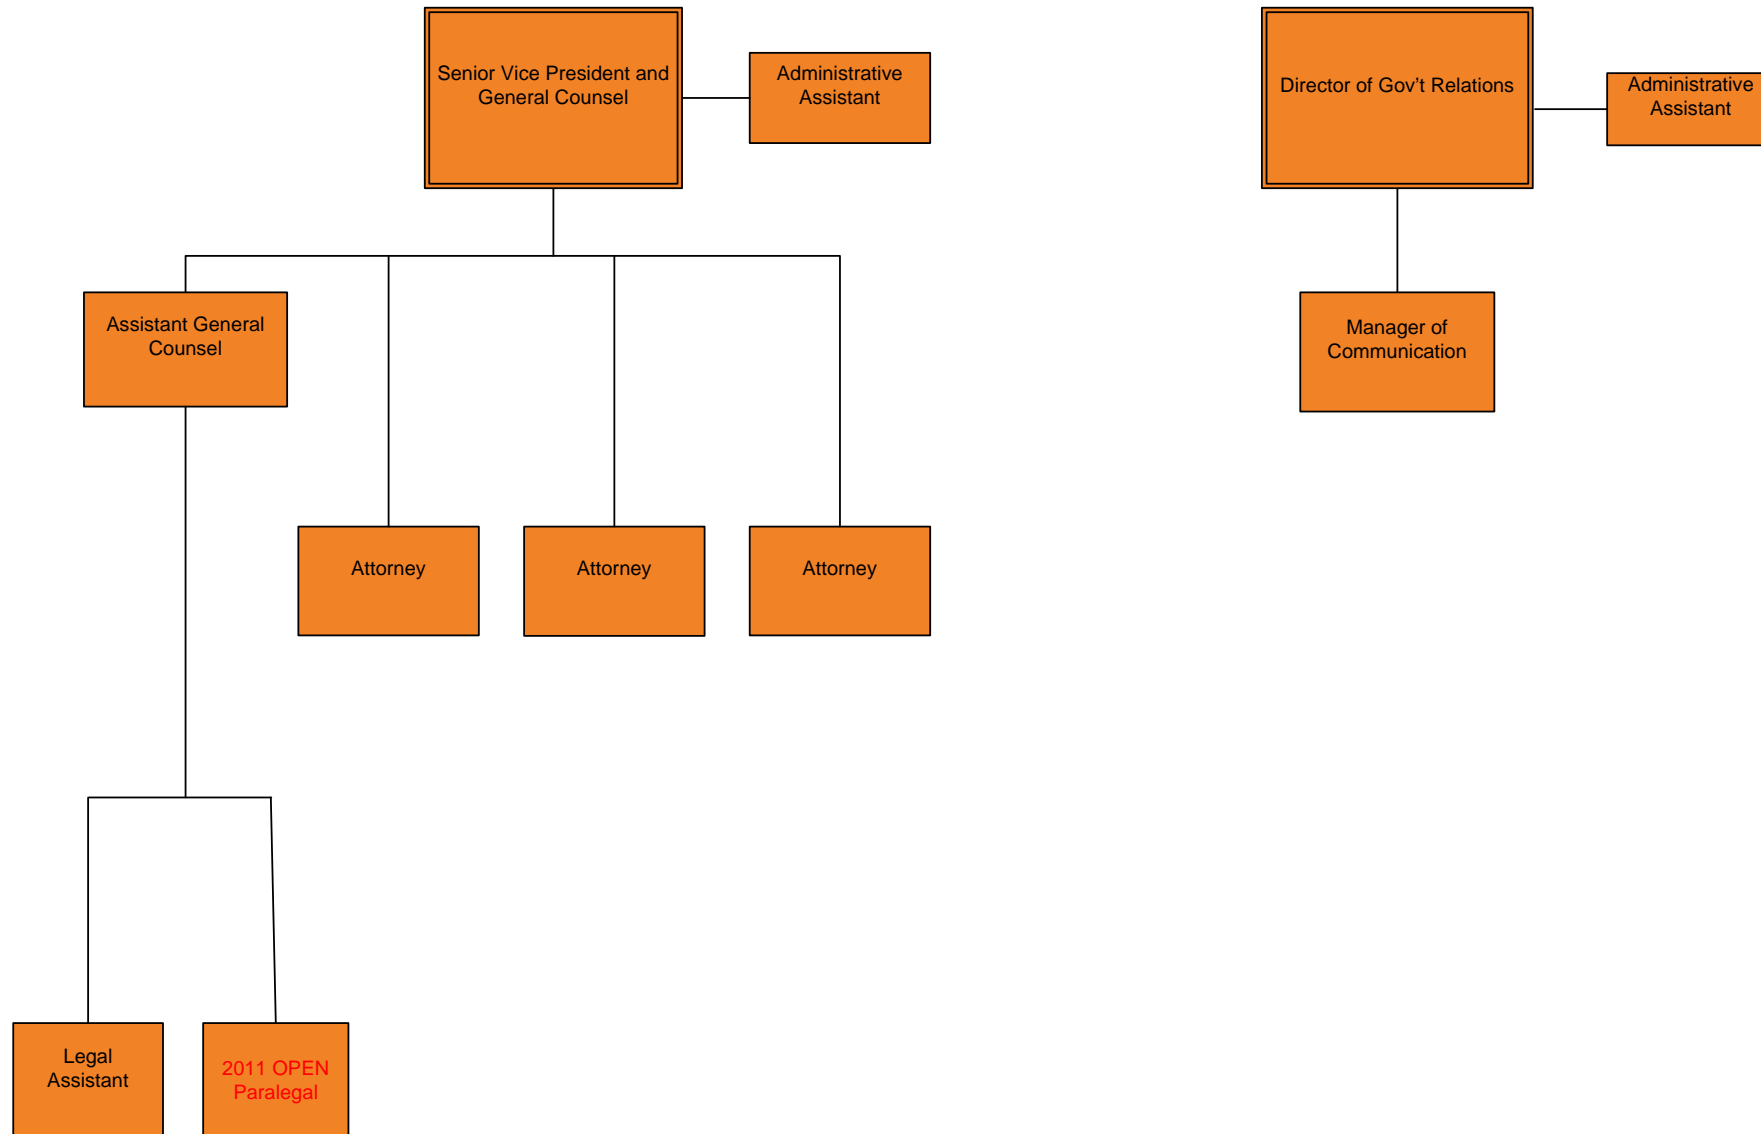 Senior Vice President and
General Counsel
Administrative
Assistant
Director of Gov’t Relations
Administrative
Assistant
Assistant General
Counsel
Manager of
Communication
Attorney
Attorney
Attorney
Legal
Assistant
2011 OPEN
Paralegal